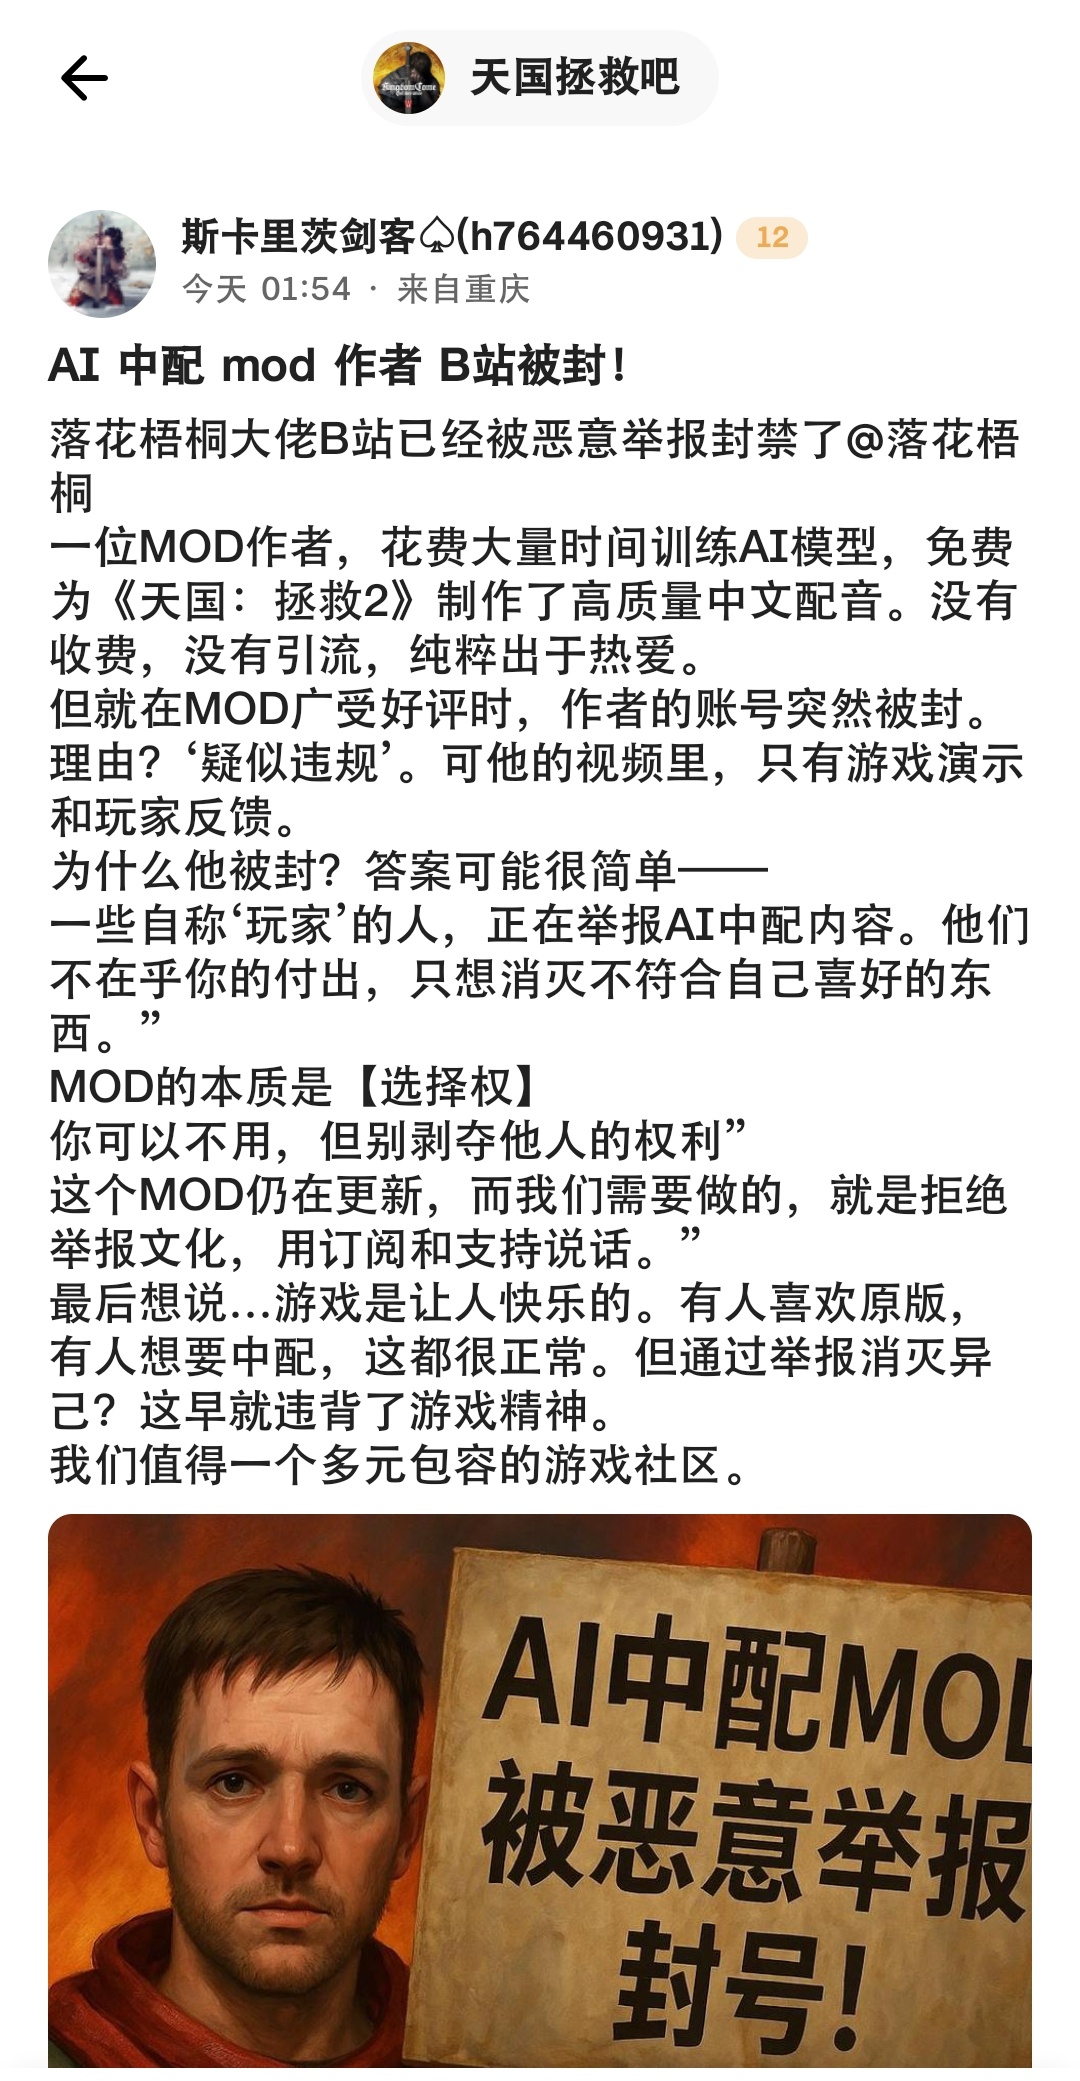 天国拯救吧
斯卡里茨剑客♤(h764460931) 12
今天 01:54 · 来自重庆
AI 中配 mod 作者 B站被封！
落花梧桐大佬B站已经被恶意举报封禁了@落花梧
桐
一位MOD作者，花费大量时间训练AI模型，免费
为《天国：拯救2》制作了高质量中文配音。没有
收费，没有引流，纯粹出于热爱。
但就在MOD广受好评时，作者的账号突然被封。
理由？‘疑似违规’。可他的视频里，只有游戏演示
和玩家反馈。
为什么他被封？答案可能很简单——
一些自称‘玩家’的人，正在举报AI中配内容。他们
不在乎你的付出，只想消灭不符合自己喜好的东
西。”
MOD的本质是【选择权】
你可以不用，但别剥夺他人的权利”
这个MOD仍在更新，而我们需要做的，就是拒绝
举报文化，用订阅和支持说话。”
最后想说…游戏是让人快乐的。有人喜欢原版，
有人想要中配，这都很正常。但通过举报消灭异
己？这早就违背了游戏精神。
我们值得一个多元包容的游戏社区。
AI中配MO
被恶意举报
封号！